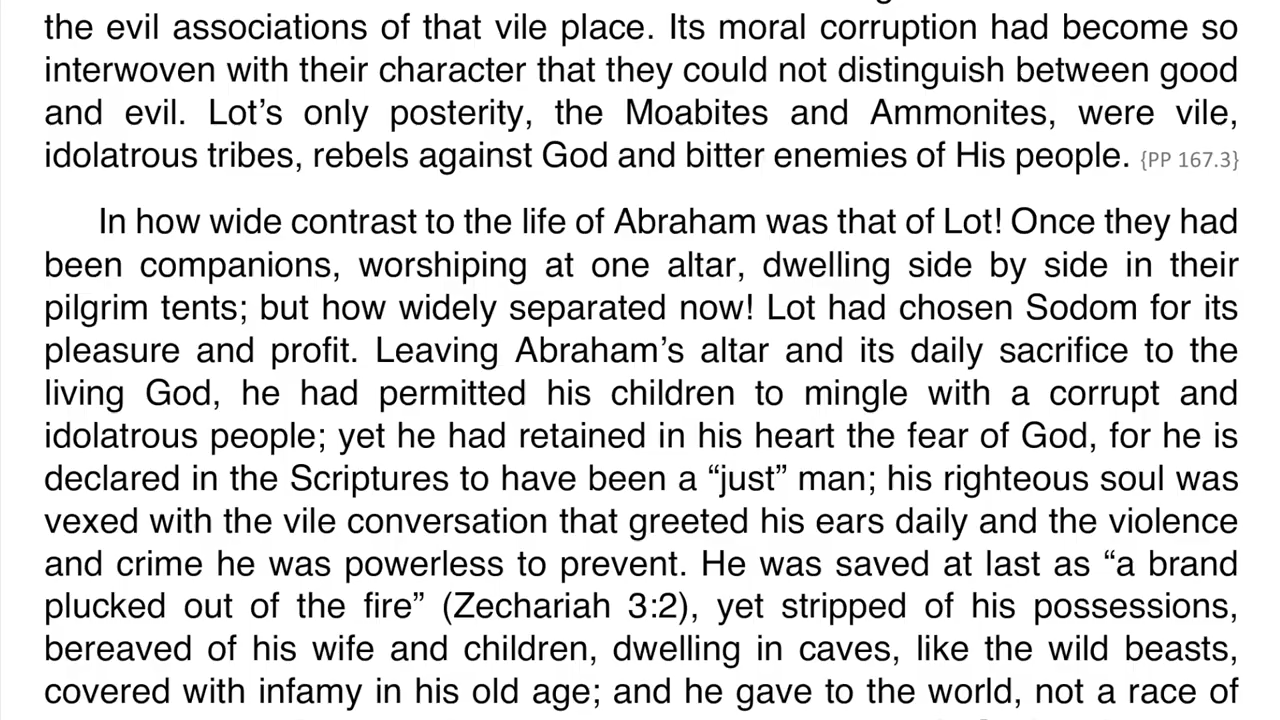 the evil associations of that vile place. Its moral corruption had become so
interwoven with their character that they could not distinguish between good
and evil. Lot’s only posterity, the Moabites and Ammonites, were vile,
idolatrous tribes, rebels against God and bitter enemies of His people. {PP 167.3}
In how wide contrast to the life of Abraham was that of Lot! Once they had
been companions, worshiping at one altar, dwelling side by side in their
pilgrim tents; but how widely separated now! Lot had chosen Sodom for its
pleasure and profit. Leaving Abraham’s altar and its daily sacrifice to the
living God, he had permitted his children to mingle with a corrupt and
idolatrous people; yet he had retained in his heart the fear of God, for he is
declared in the Scriptures to have been a “just” man; his righteous soul was
vexed with the vile conversation that greeted his ears daily and the violence
and crime he was powerless to prevent. He was saved at last as “a brand
plucked out of the fire” (Zechariah 3:2), yet stripped of his possessions,
bereaved of his wife and children, dwelling in caves, like the wild beasts,
covered with infamy in his old age; and he gave to the world, not a race of